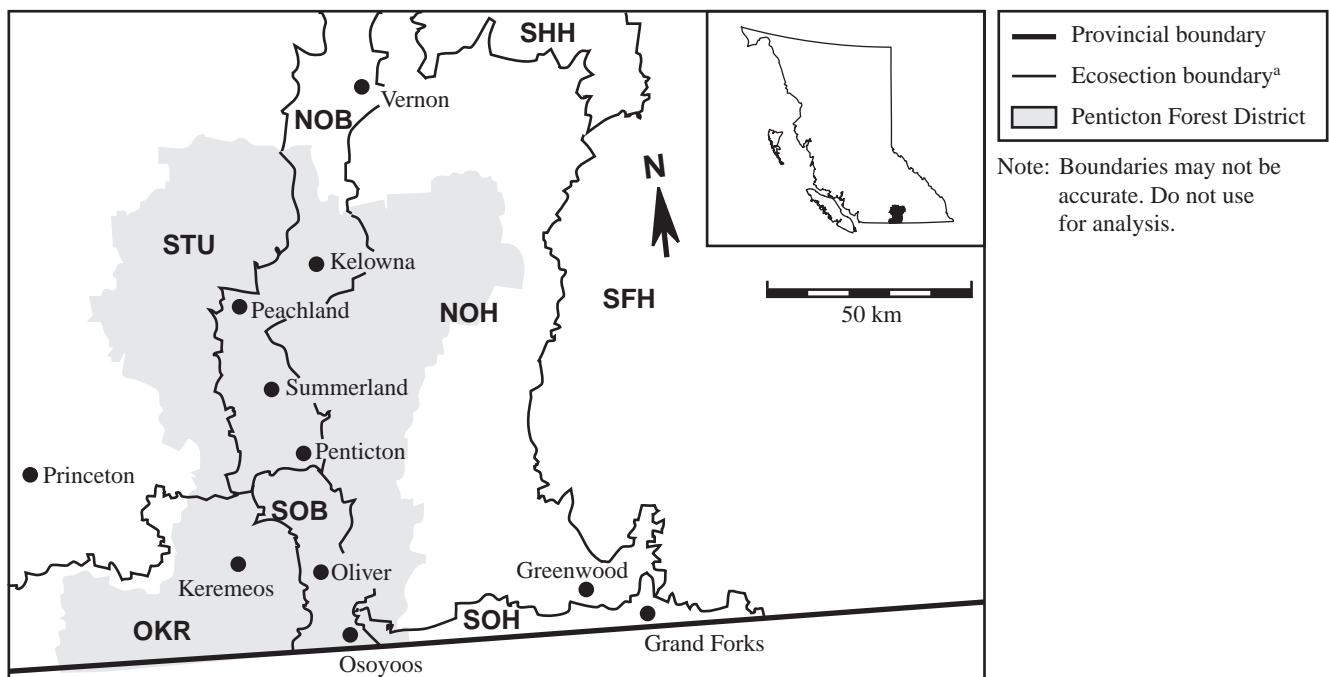 SHH
Vernon
NOB
N
STU
Kelowna
SFH
Peachland
NOH
50 km
Summerland
Penticton
Princeton
SOB
Oliver
Greenwood
Keremeos
SOH
OKR
Grand Forks
Osoyoos
Provincial boundary
Ecosection boundaryᵃ
Penticton Forest District
Note: Boundaries may not be
accurate. Do not use
for analysis.